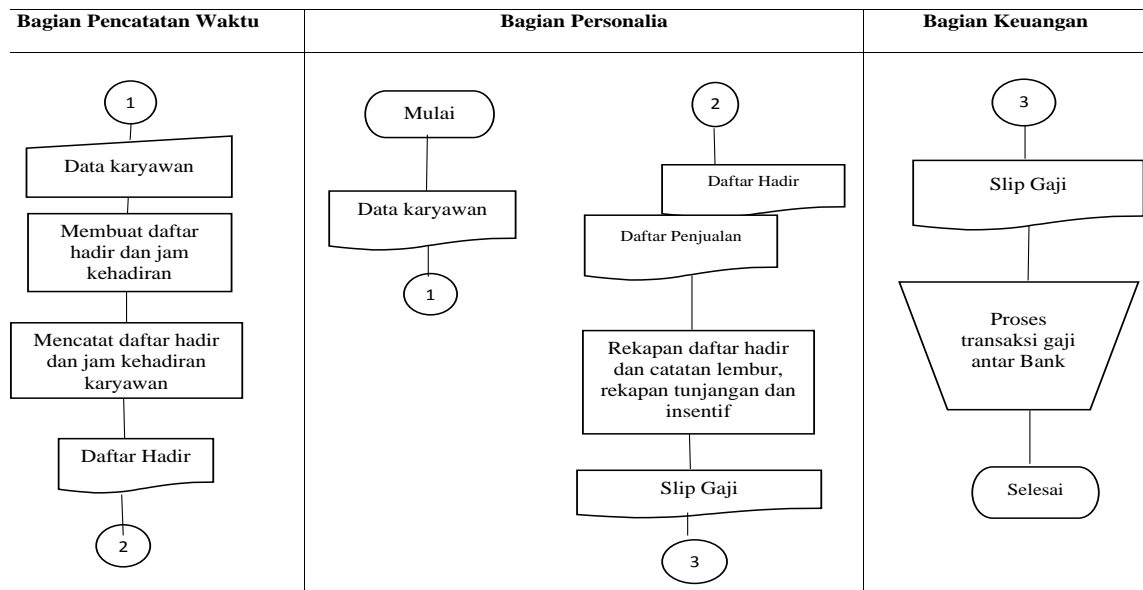 Bagian Pencatatan Waktu
Bagian Personalia
Bagian Keuangan
1
Data karyawan
Membuat daftar
hadir dan jam
kehadiran
Mencatat daftar hadir
dan jam kehadiran
karyawan
Daftar Hadir
2
Mulai
Data karyawan
1
2
Daftar Hadir
Daftar Penjualan
Rekapan daftar hadir
dan catatan lembur,
rekapan tunjangan dan
insentif
Slip Gaji
3
3
Slip Gaji
Proses
transaksi gaji
antar Bank
Selesai